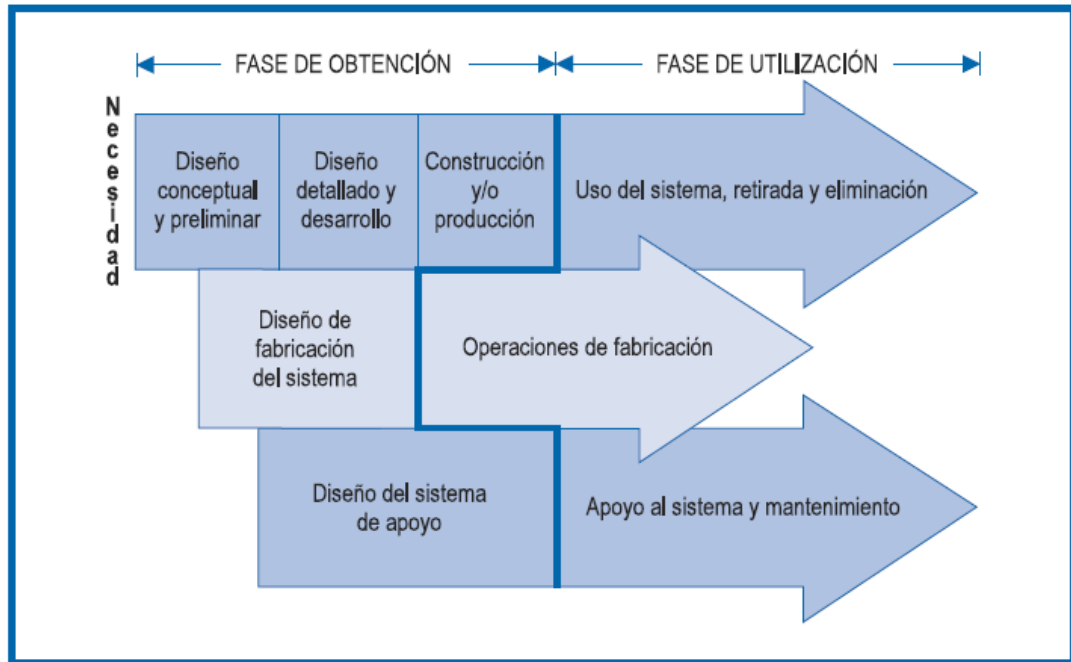 FASE DE OBTENCIÓN
FASE DE UTILIZACIÓN
Necesidad
Diseño
conceptual
y preliminar
Diseño
detallado y
desarrollo
Construcción
y/o
producción
Uso del sistema, retirada y eliminación
Diseño de
fabricación
del sistema
Operaciones de fabricación
Diseño del sistema
de apoyo
Apoyo al sistema y mantenimiento